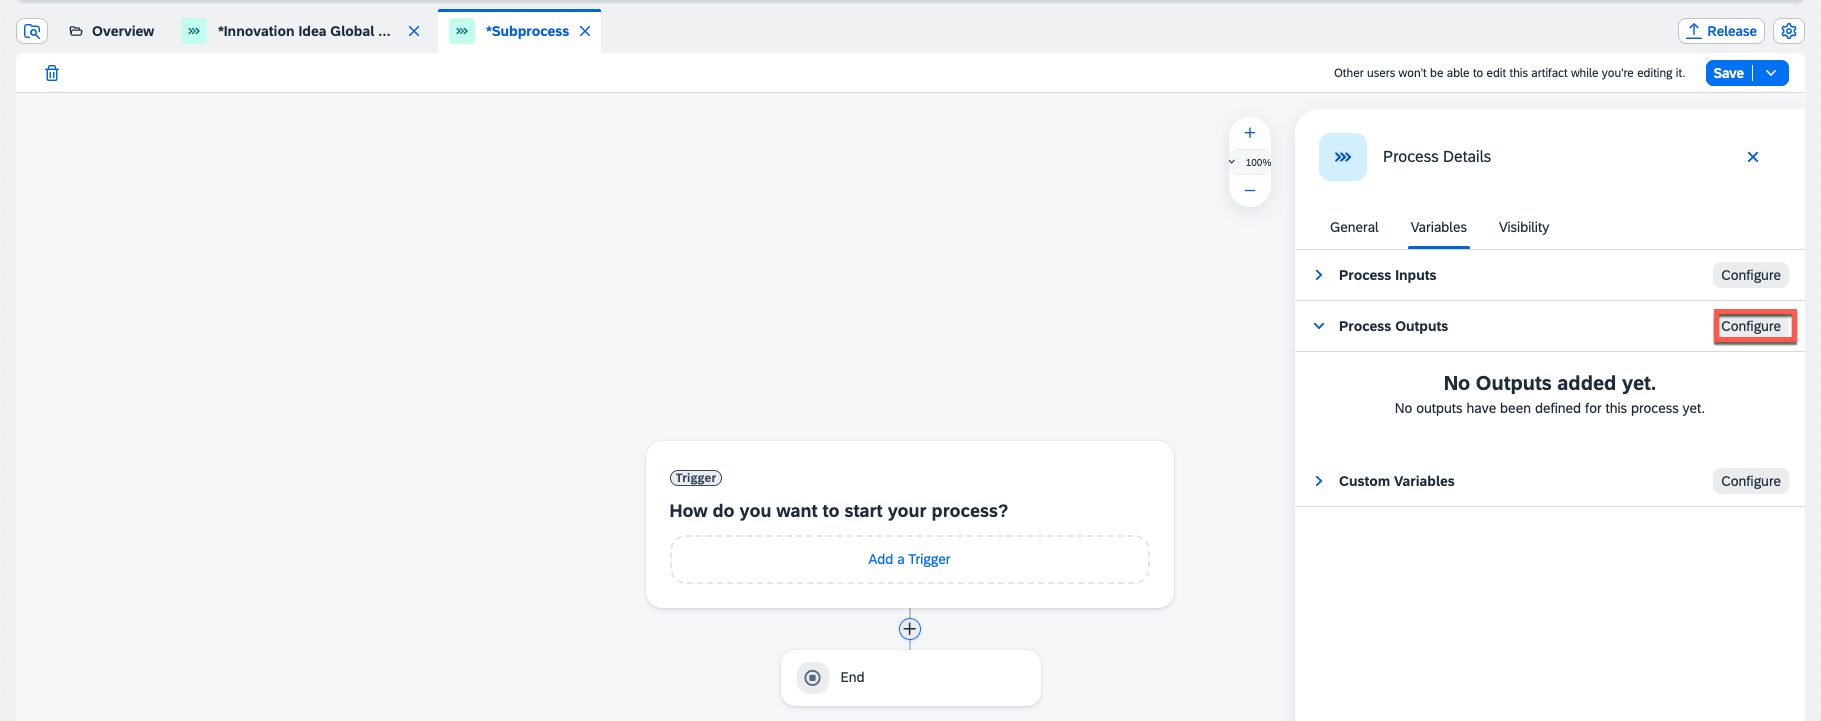 Overview
*Innovation Idea Global ...
*Subprocess
Release
Other users won't be able to edit this artifact while you're editing it.
Save
100%
Process Details
General
Variables
Visibility
Process Inputs
Configure
Process Outputs
Configure
No Outputs added yet.
No outputs have been defined for this process yet.
Custom Variables
Configure
Trigger
How do you want to start your process?
Add a Trigger
End